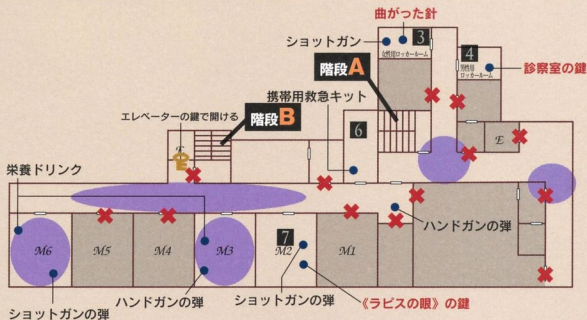 曲がった針
ショットガン
3
女性用ロッカールーム
4
男性用
ロッカールーム
診察室の鍵
階段A
携帯用救急キット
エレベーターの鍵で開ける
階段B
6
E
E
栄養ドリンク
ハンドガンの弾
M6
M5
M4
M3
7
M2
M1
ショットガンの弾
ハンドガンの弾
ショットガンの弾
《ラピスの眼》の鍵